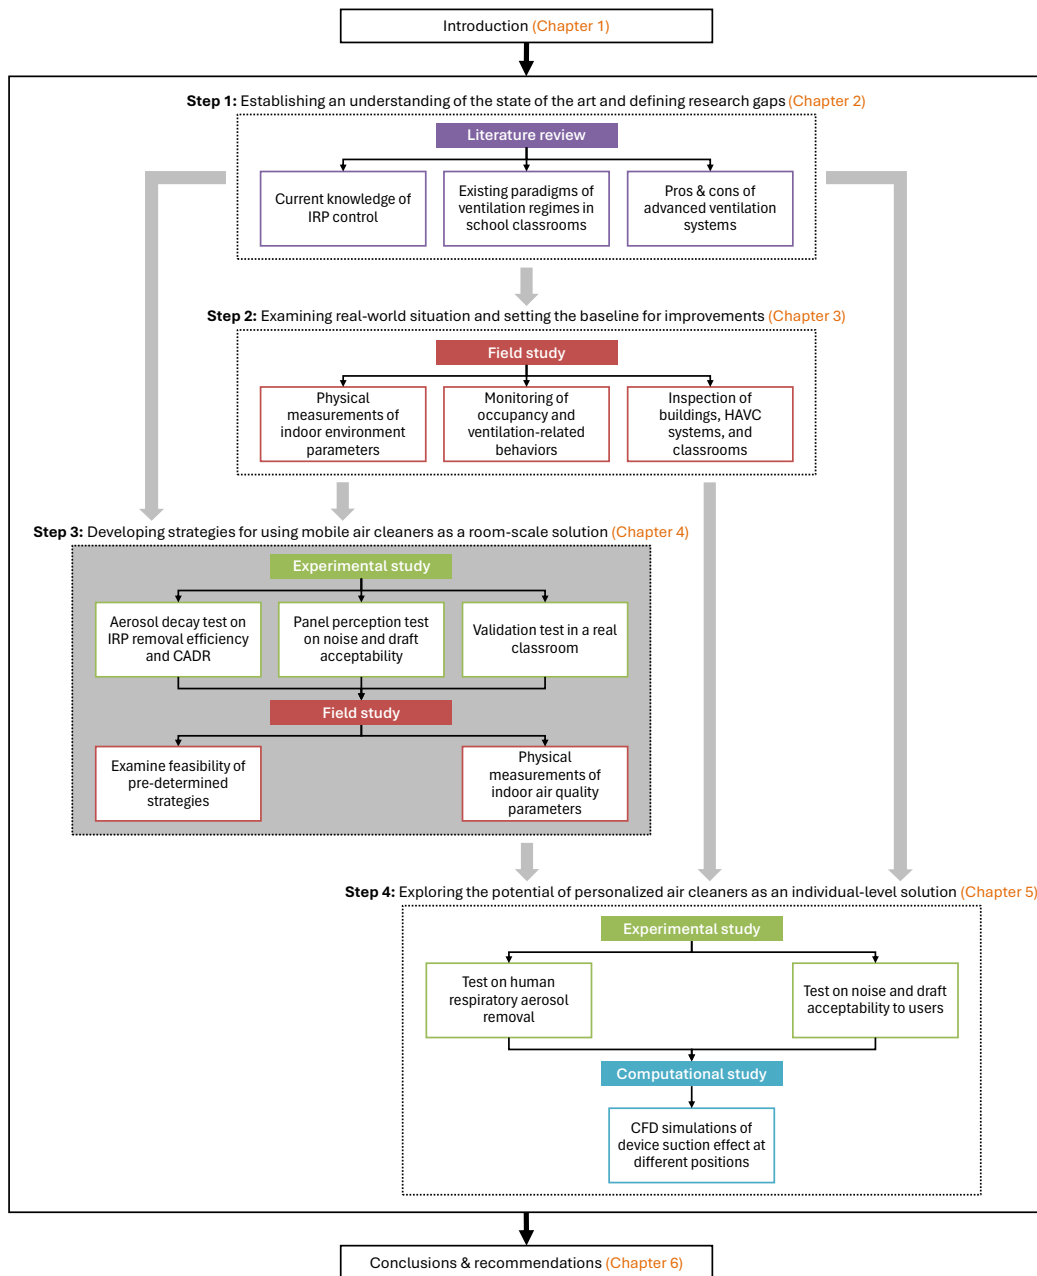 Introduction (Chapter 1)
Step 1: Establishing an understanding of the state of the art and defining research gaps (Chapter 2)
Literature review
Current knowledge of
IRP control
Existing paradigms of
ventilation regimes in
school classrooms
Pros & cons of
advanced ventilation
systems
Step 2: Examining real-world situation and setting the baseline for improvements (Chapter 3)
Field study
Physical
measurements of
indoor environment
parameters
Monitoring of
occupancy and
ventilation-related
behaviors
Inspection of
buildings, HAVC
systems, and
classrooms
Step 3: Developing strategies for using mobile air cleaners as a room-scale solution (Chapter 4)
Experimental study
Aerosol decay test on
IRP removal efficiency
and CADR
Panel perception test
on noise and draft
acceptability
Validation test in a real
classroom
Field study
Examine feasibility of
pre-determined
strategies
Physical
measurements of
indoor air quality
parameters
Step 4: Exploring the potential of personalized air cleaners as an individual-level solution (Chapter 5)
Experimental study
Test on human
respiratory aerosol
removal
Test on noise and draft
acceptability to users
Computational study
CFD simulations of
device suction effect at
different positions
Conclusions & recommendations (Chapter 6)